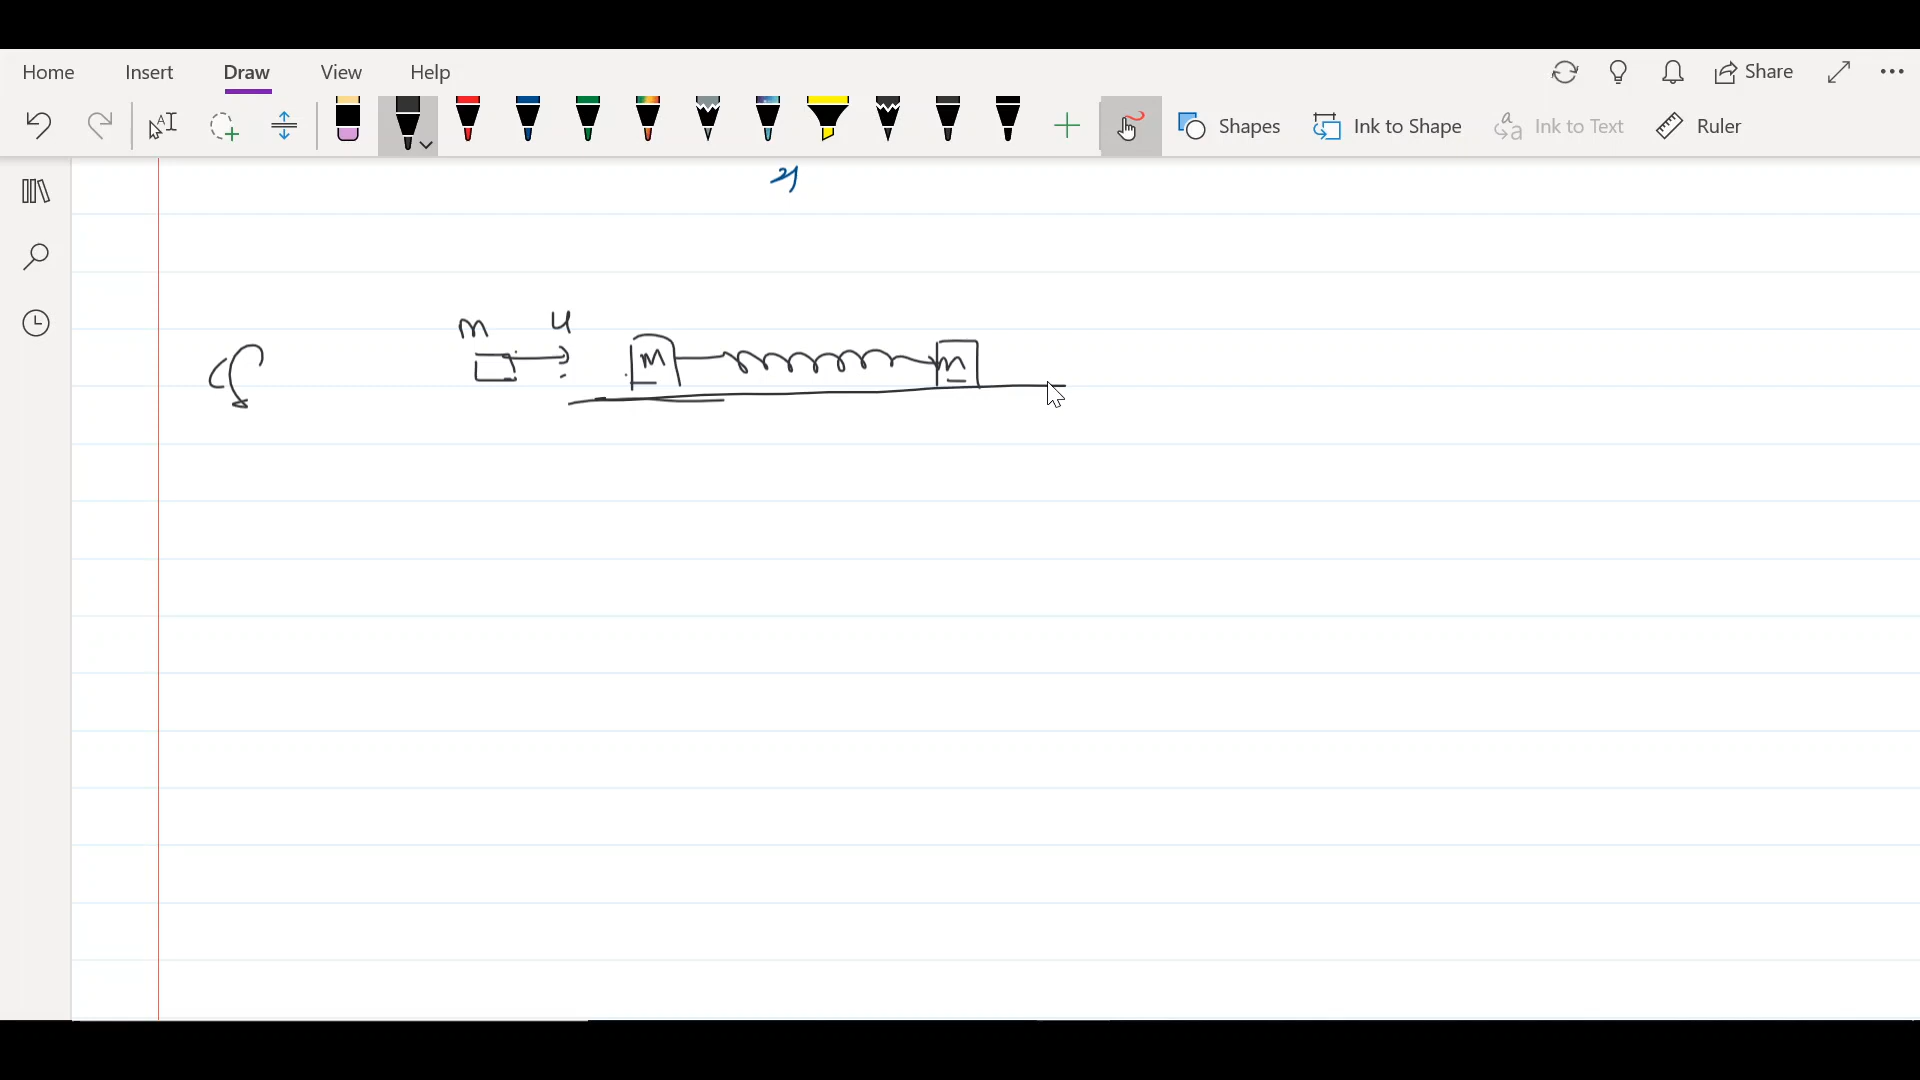 Home Insert Draw View Help Share
Shapes Ink to Shape Ink to Text Ruler
m u
m m